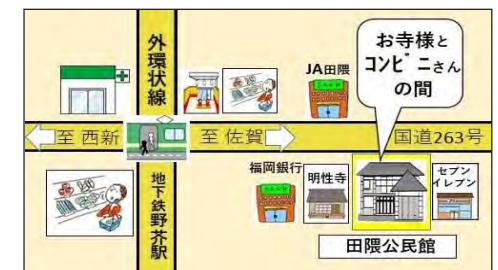 外環状線
JA田隈
お寺様と
コンビニさん
の間
至 西新
至 佐賀
国道263号
地下鉄野芥駅
福岡銀行
明性寺
セブン
イレブン
田隈公民館